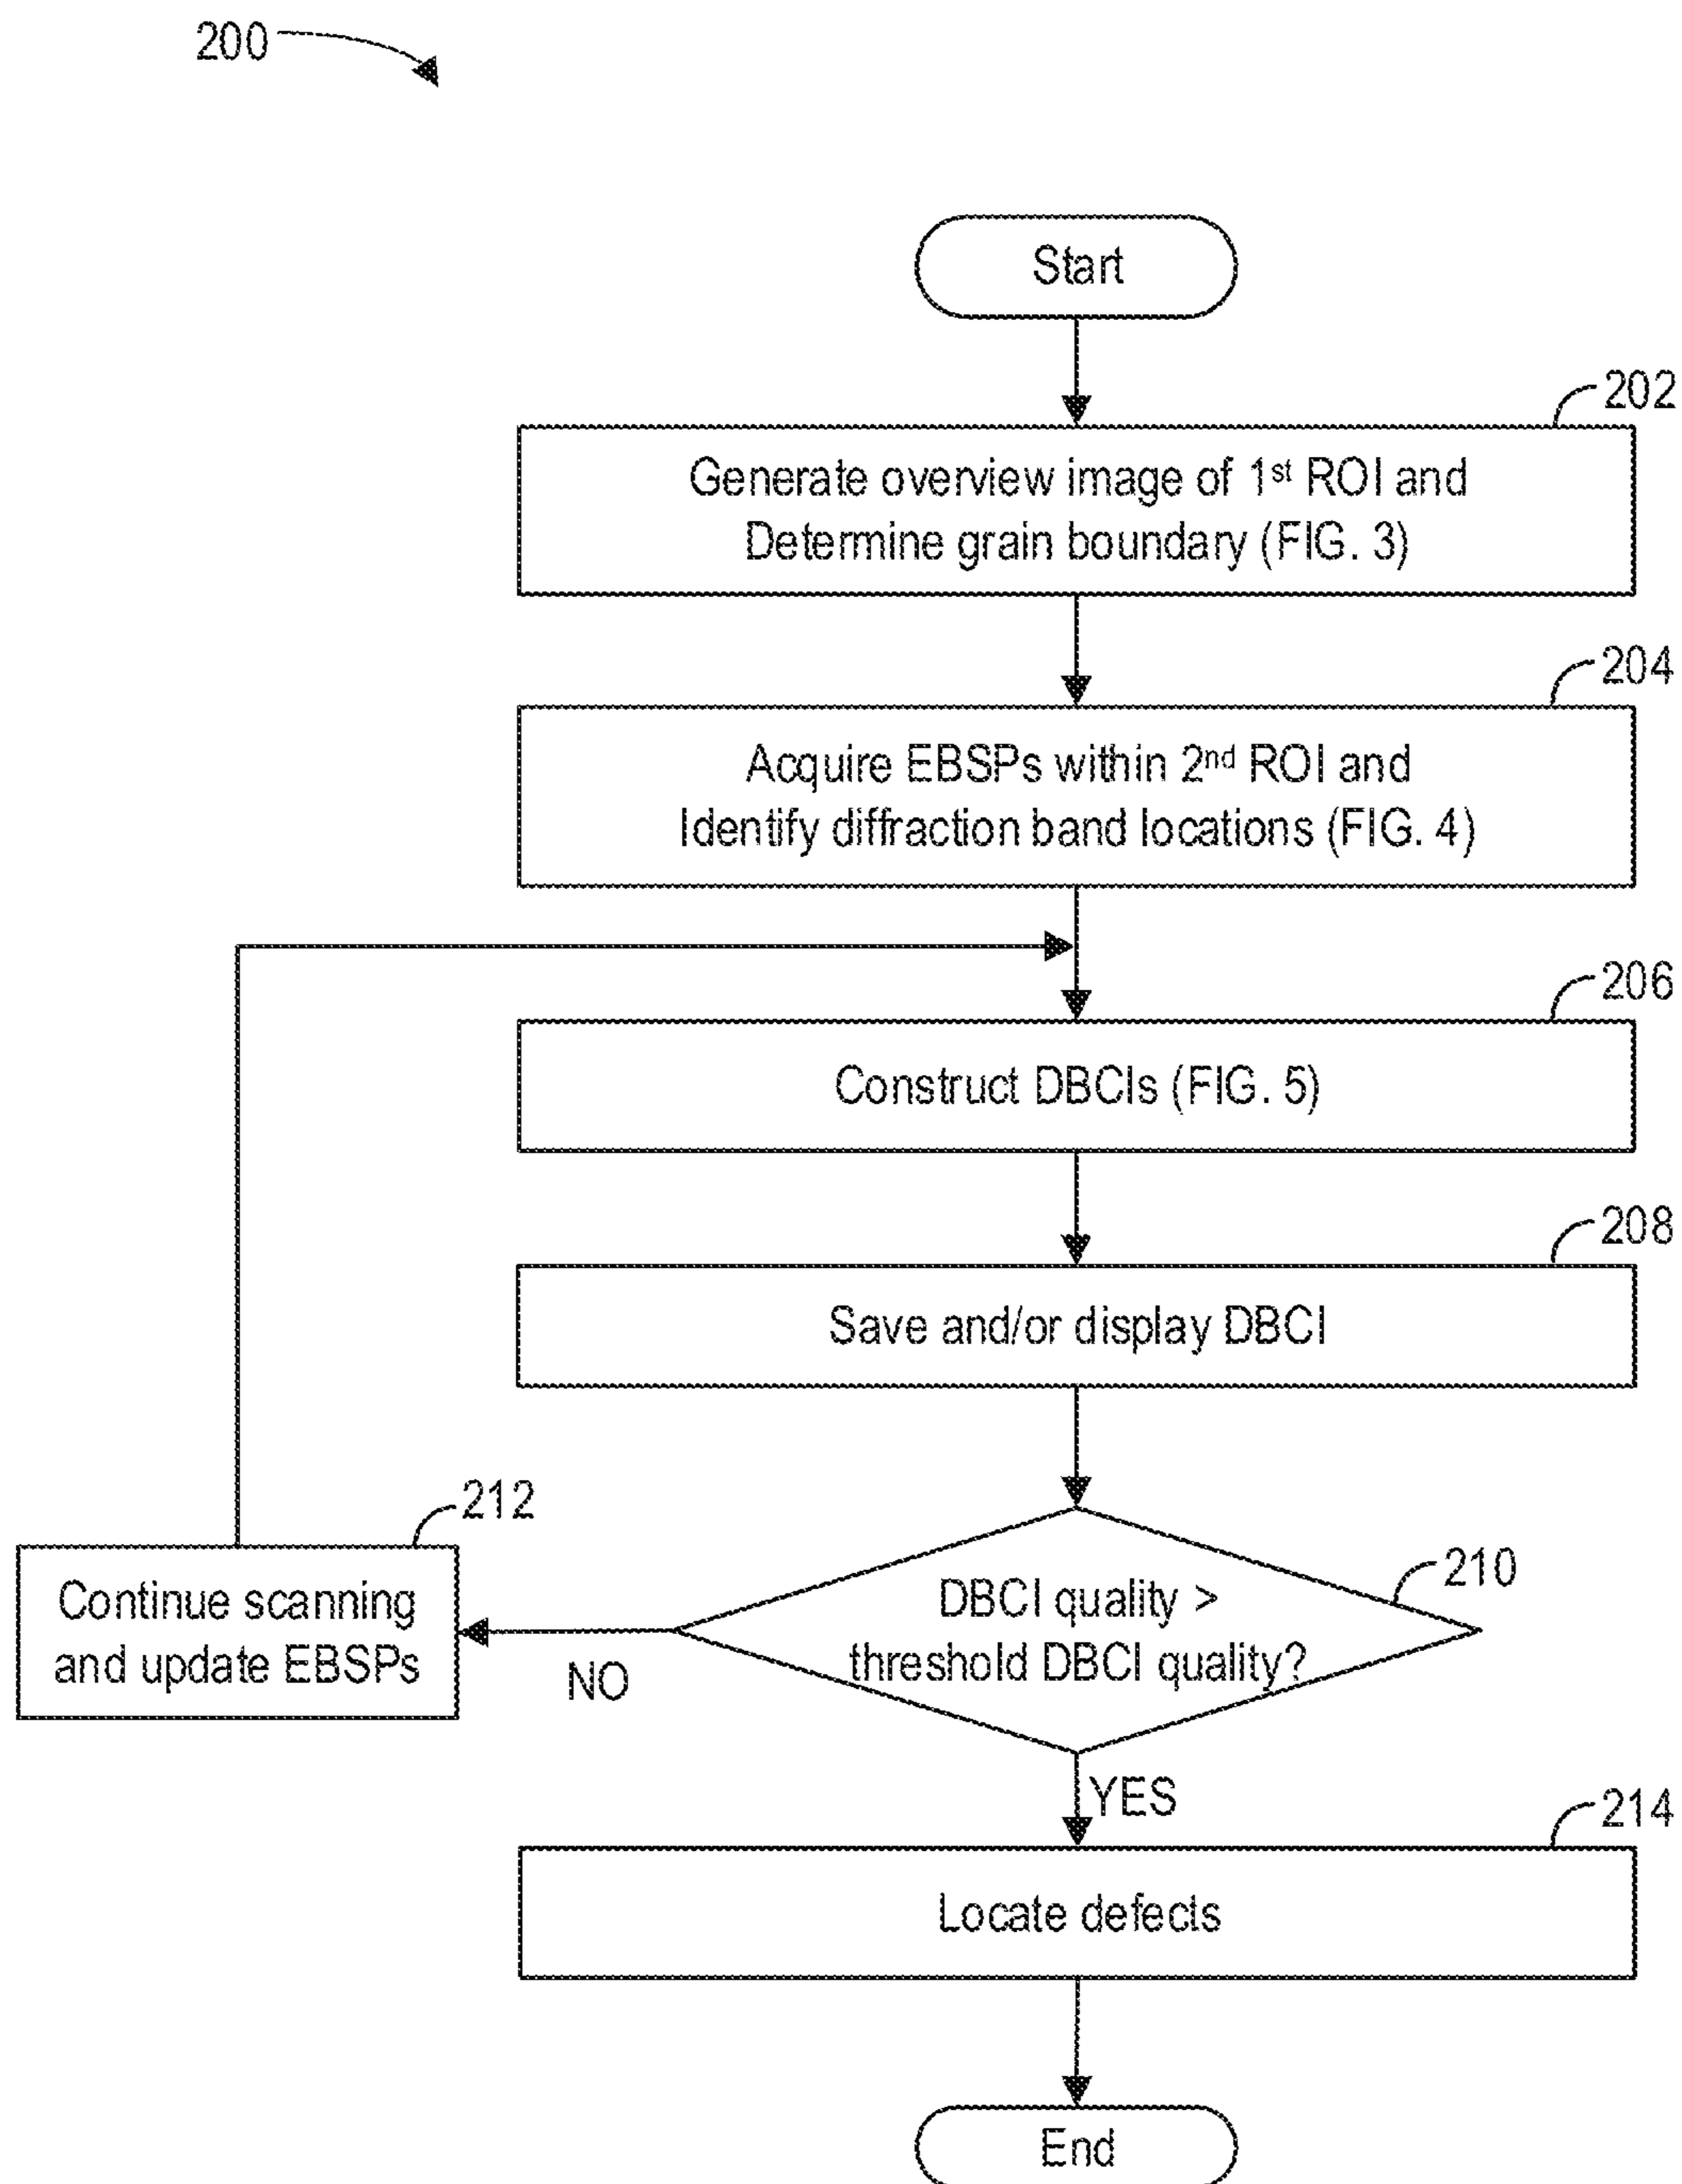 200
Start
202
Generate overview image of 1st ROI and
Determine grain boundary (FIG. 3)
204
Acquire EBSPs within 2nd ROI and
Identify diffraction band locations (FIG. 4)
206
Construct DBCIs (FIG. 5)
208
Save and/or display DBCI
212
Continue scanning
and update EBSPs
NO
210
DBCI quality >
threshold DBCI quality?
YES
214
Locate defects
End